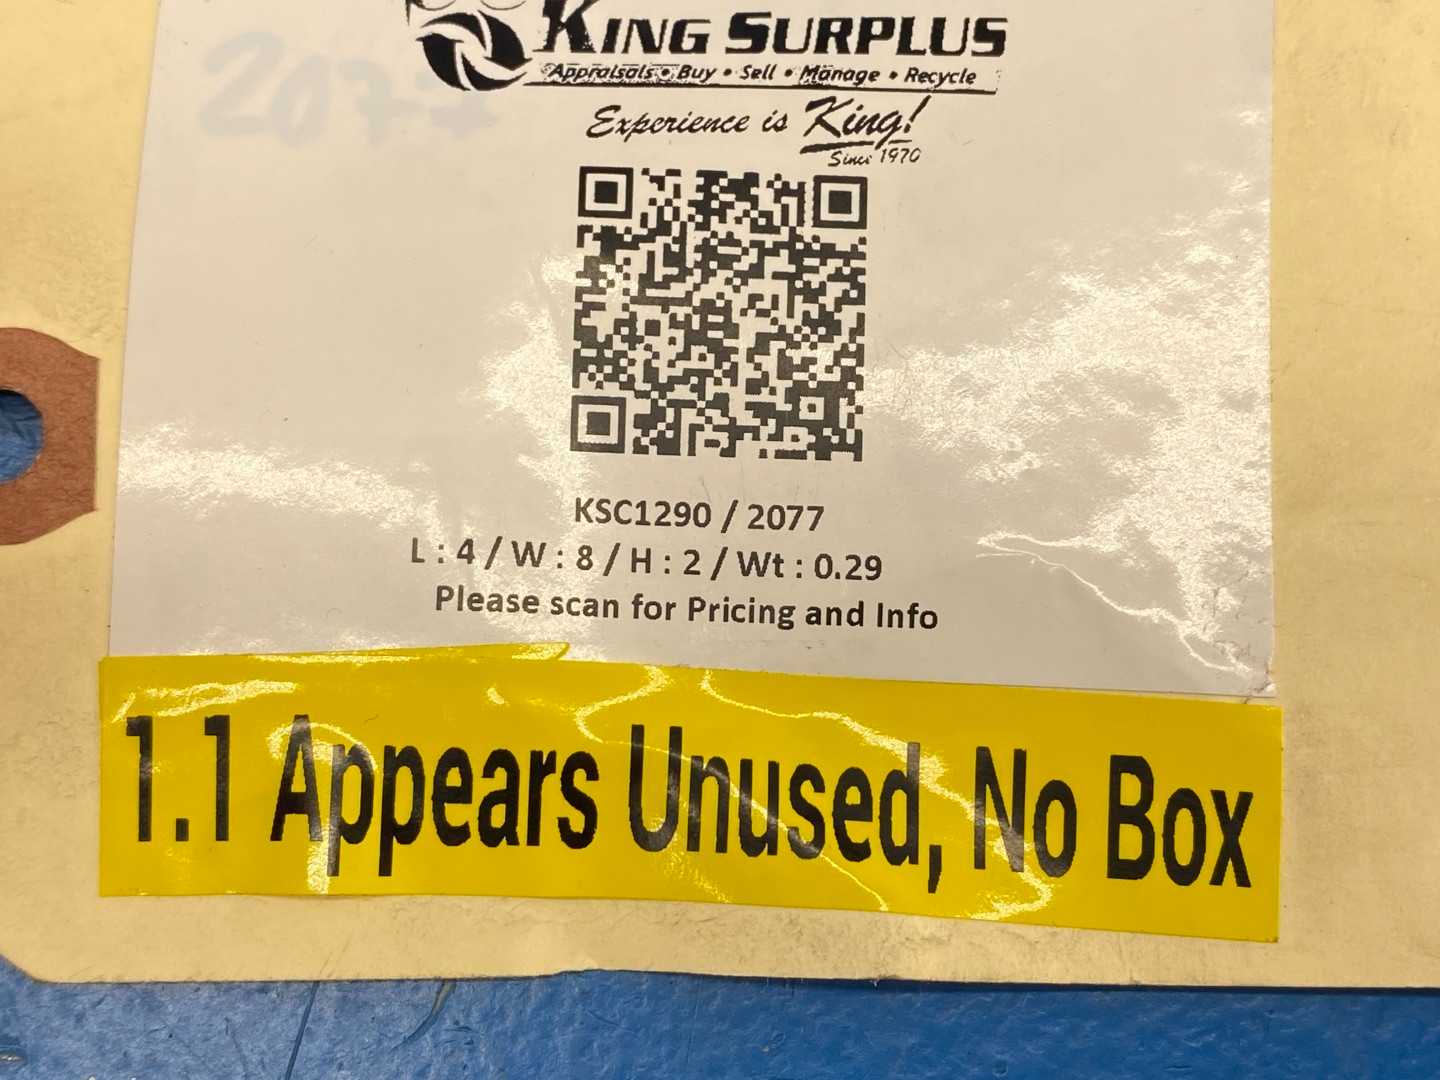 KING SURPLUS
Appraisals • Buy • Sell • Manage • Recycle
Experience is King!
Since 1970
2077
KSC1290 / 2077
L : 4 / W : 8 / H : 2 / Wt : 0.29
Please scan for Pricing and Info
1.1 Appears Unused, No Box